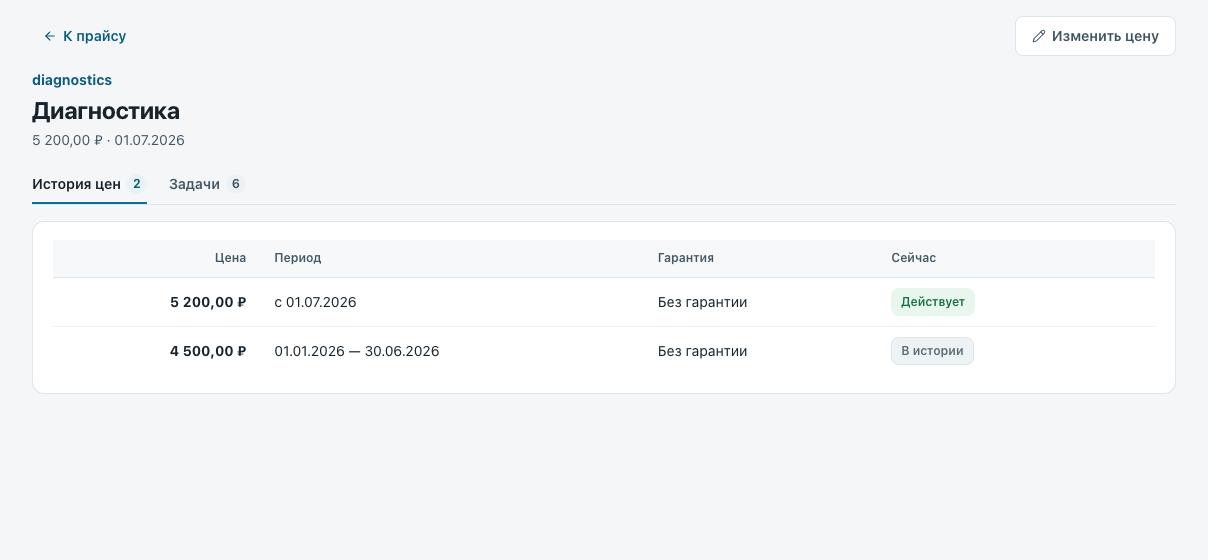 К прайсу
Изменить цену
diagnostics
Диагностика
5 200,00 ₽ · 01.07.2026
История цен 2 Задачи 6
Цена Период Гарантия Сейчас
5 200,00 ₽ с 01.07.2026 Без гарантии Действует
4 500,00 ₽ 01.01.2026 — 30.06.2026 Без гарантии В истории